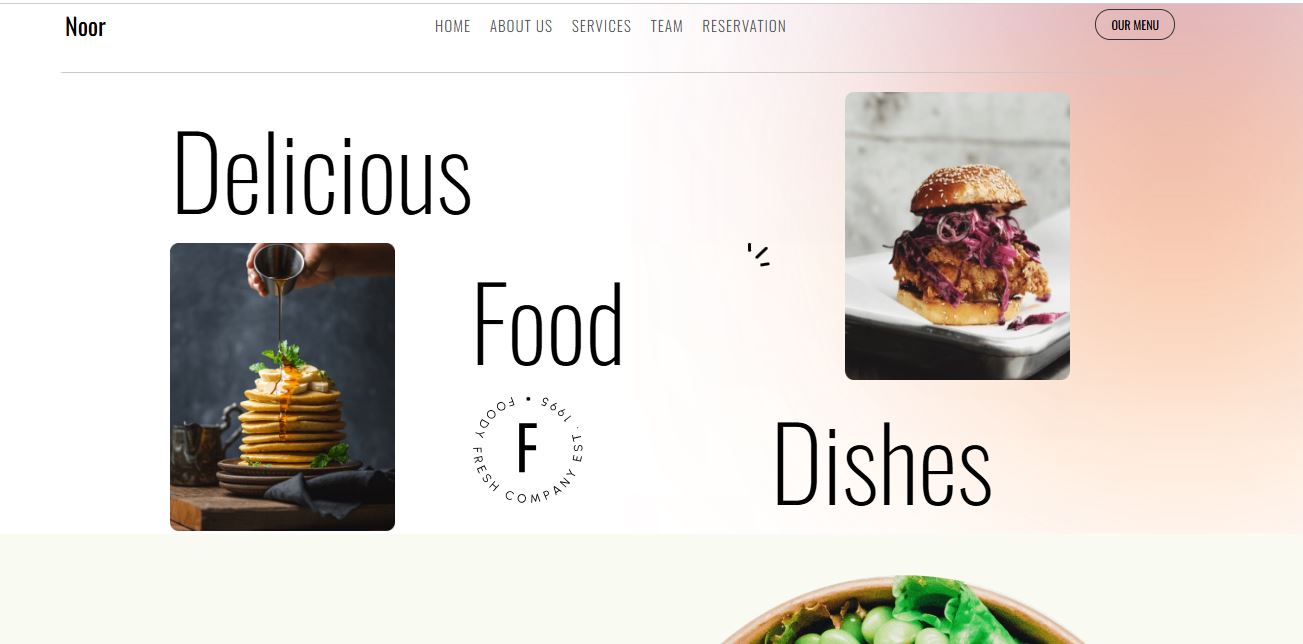 Noor
HOME ABOUT US SERVICES TEAM RESERVATION
OUR MENU
Delicious
Food
FOODY FRESH COMPANY EST. 1995 •
F
Dishes